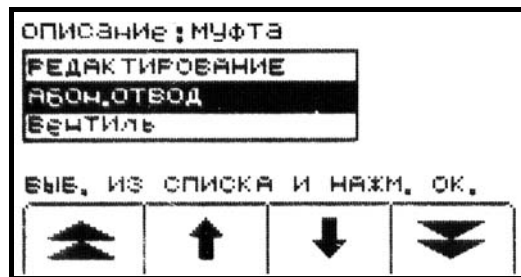 описание:муфта
РЕДАКТИРОВАНИЕ
Абон.ОТВОД
Вентиль
ВЫБ. ИЗ СПИСКА И НАЖМ. ОК.